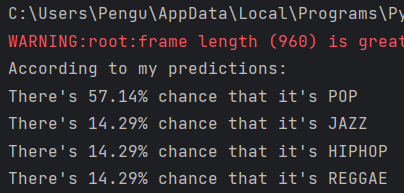 C:\Users\Pengu\AppData\Local\Programs\Py
WARNING:root:frame length (960) is great
According to my predictions:
There's 57.14% chance that it's POP
There's 14.29% chance that it's JAZZ
There's 14.29% chance that it's HIPHOP
There's 14.29% chance that it's REGGAE